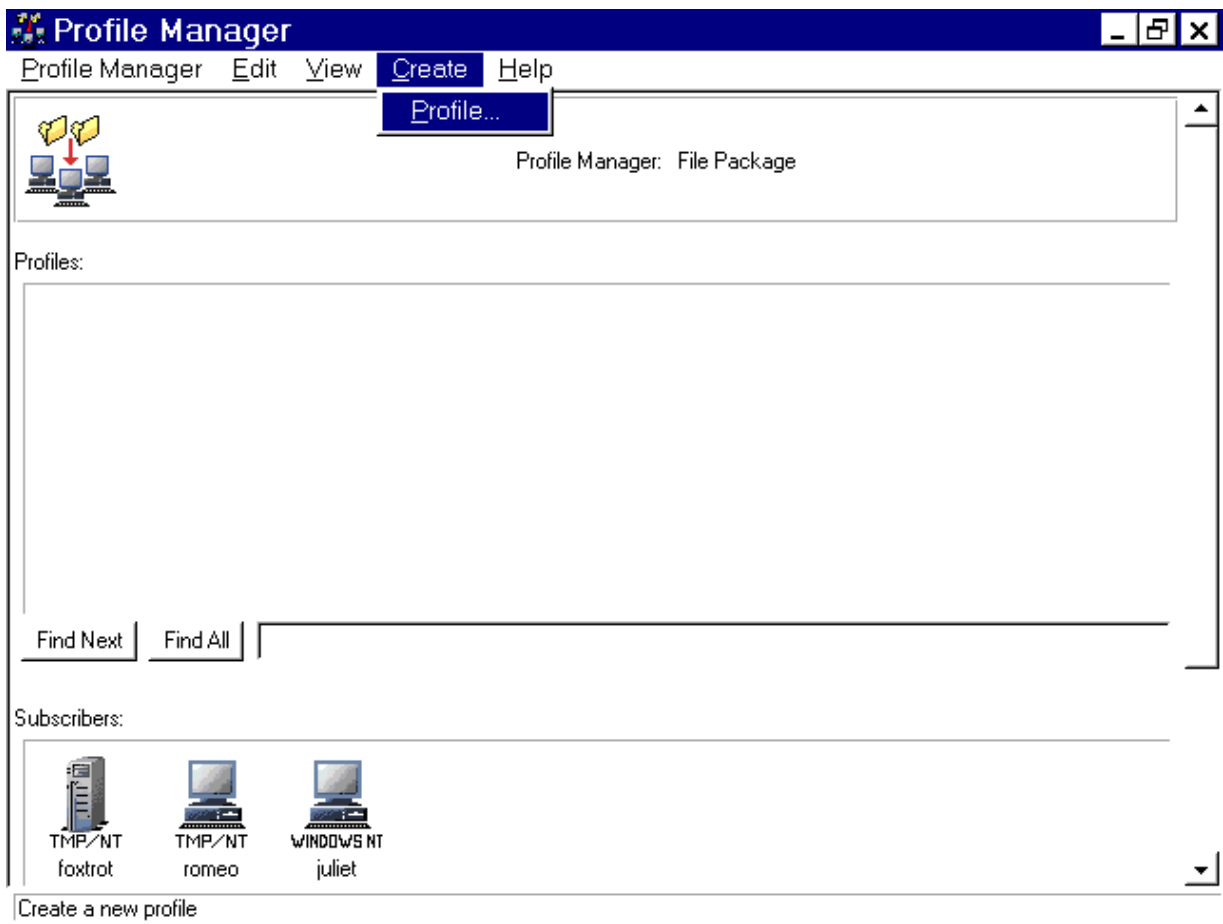 Profile Manager
Profile Manager Edit View Create Help
Profile...
Profile Manager: File Package
Profiles:
Find Next Find All
Subscribers:
TMP/NT TMP/NT WINDOWS NT
foxtrot romeo juliet
Create a new profile